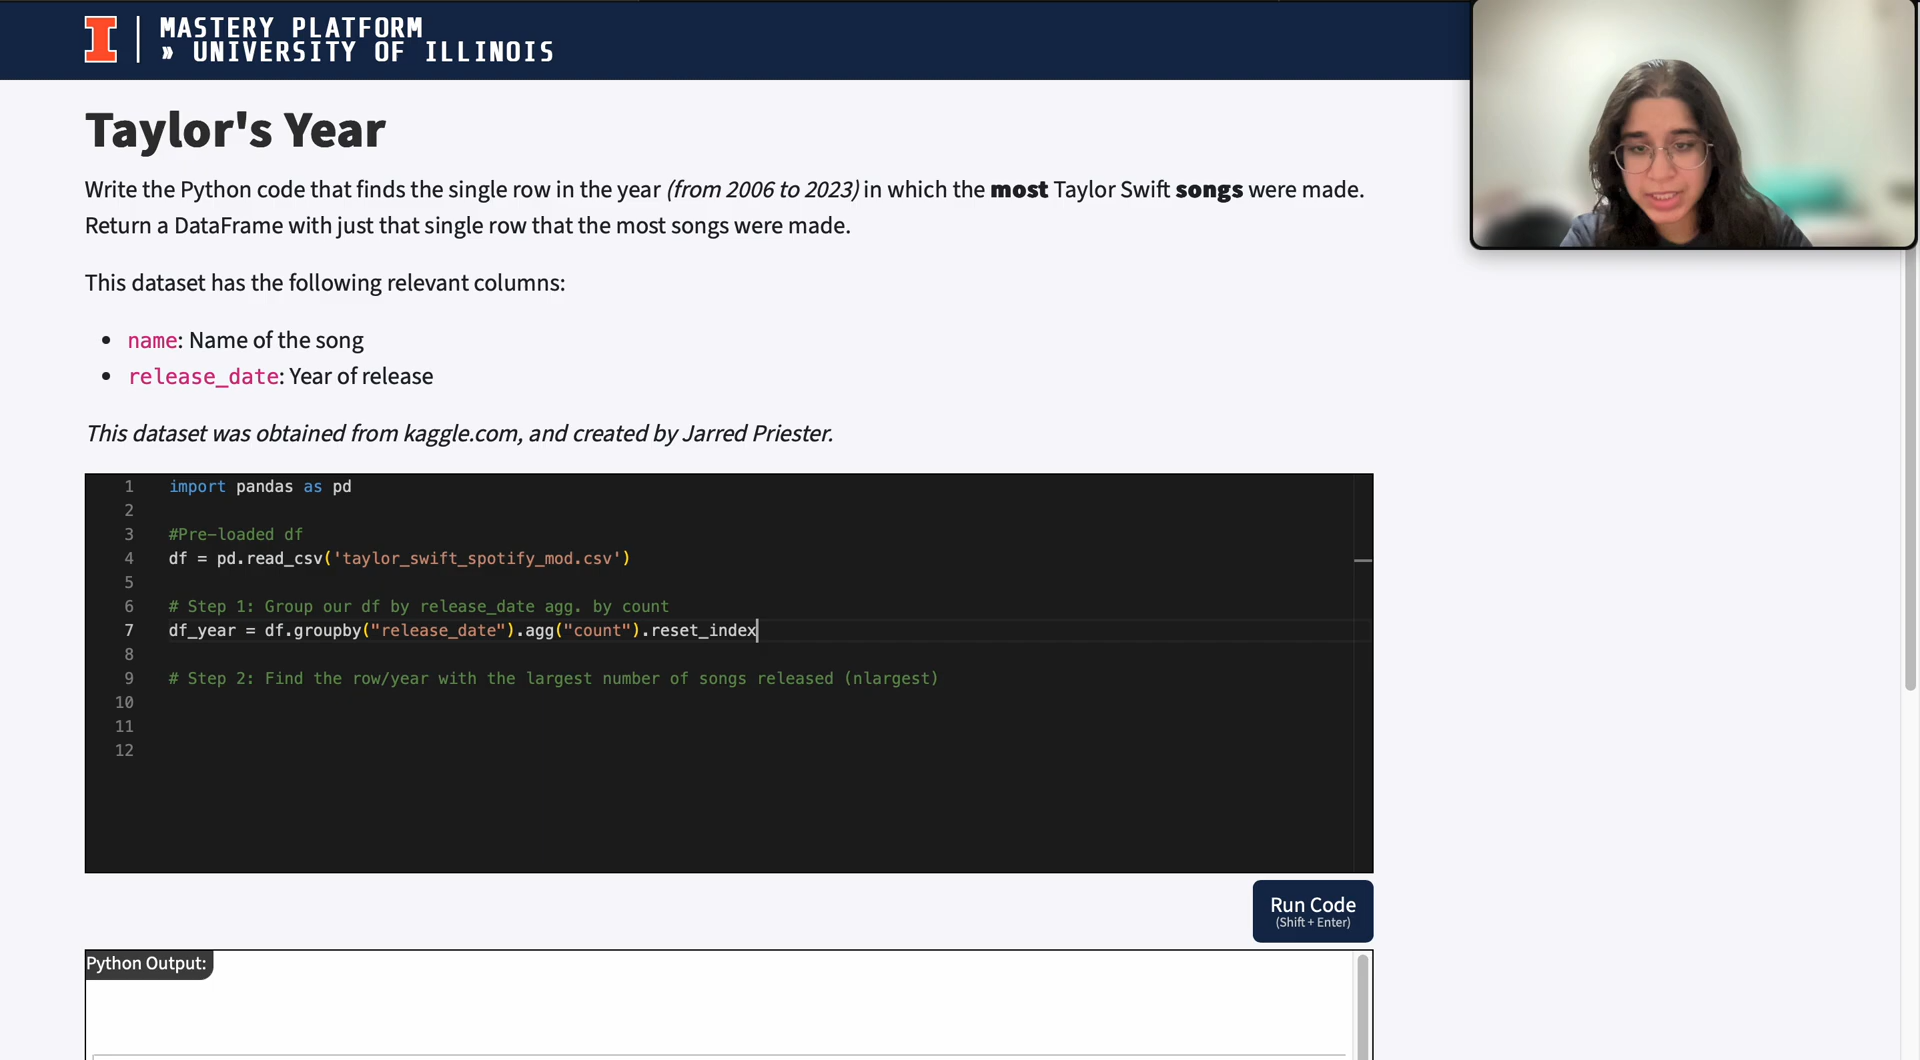 MASTERY PLATFORM
» UNIVERSITY OF ILLINOIS
Taylor's Year
Write the Python code that finds the single row in the year (from 2006 to 2023) in which the most Taylor Swift songs were made.
Return a DataFrame with just that single row that the most songs were made.
This dataset has the following relevant columns:
• name: Name of the song
• release_date: Year of release
This dataset was obtained from kaggle.com, and created by Jarred Priester.
1 import pandas as pd
2
3 #Pre-loaded df
4 df = pd.read_csv('taylor_swift_spotify_mod.csv')
5
6 # Step 1: Group our df by release_date agg. by count
7 df_year = df.groupby("release_date").agg("count").reset_index
8
9 # Step 2: Find the row/year with the largest number of songs released (nlargest)
10
11
12
Run Code
(Shift + Enter)
Python Output: